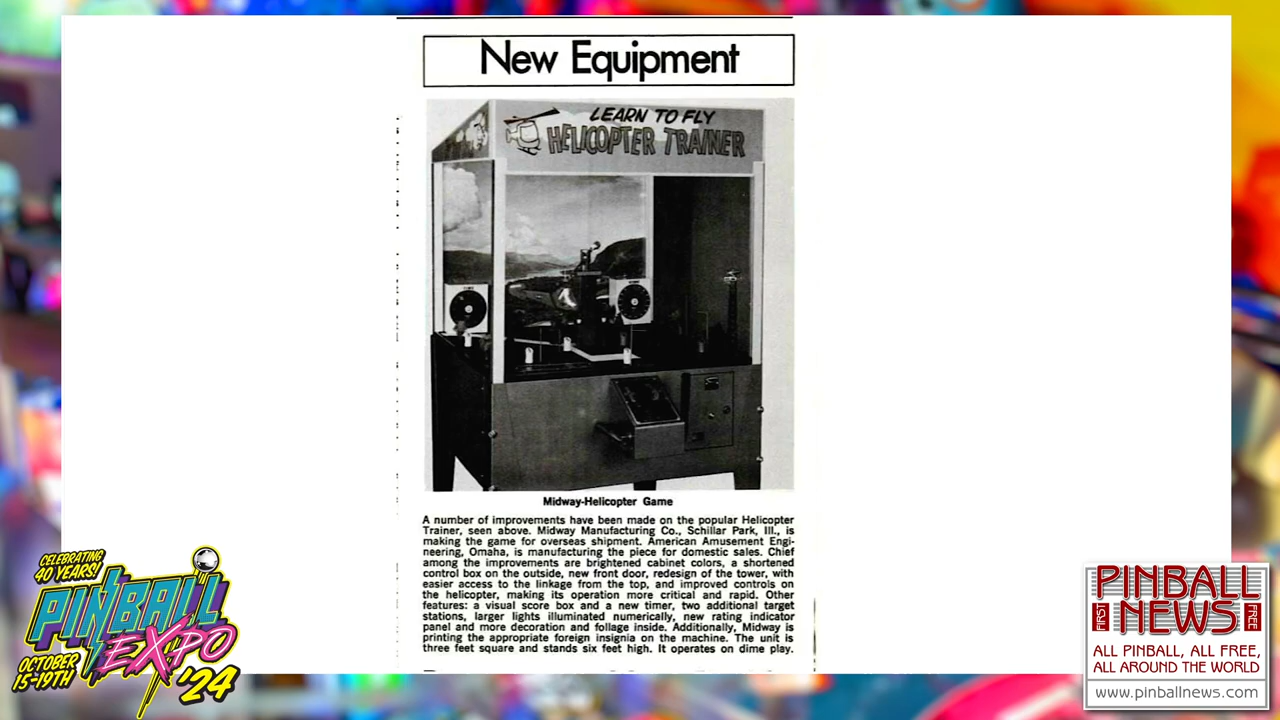 New Equipment
LEARN TO FLY
HELICOPTER TRAINER
Midway-Helicopter Game
A number of improvements have been made on the popular Helicopter
Trainer, seen above. Midway Manufacturing Co., Schillar Park, Ill., is
making the game for overseas shipment. American Amusement Engi-
neering, Omaha, is manufacturing the piece for domestic sales. Chief
among the improvements are brightened cabinet colors, a shortened
control box on the outside, new front door, redesign of the tower, with
easier access to the linkage from the top, and improved controls on
the helicopter, making its operation more critical and rapid. Other
features: a visual score box and a new timer, two additional target
stations, larger lights illuminated numerically, new rating indicator
panel and more decoration and foliage inside. Additionally, Midway is
printing the appropriate foreign insignia on the machine. The unit is
three feet square and stands six feet high. It operates on dime play.
CELEBRATING
40 YEARS!
PINBALL
EXPO
OCTOBER
15-19TH
'24
PINBALL
NEWS
FIRST
FREE
ALL PINBALL, ALL FREE,
ALL AROUND THE WORLD
www.pinballnews.com